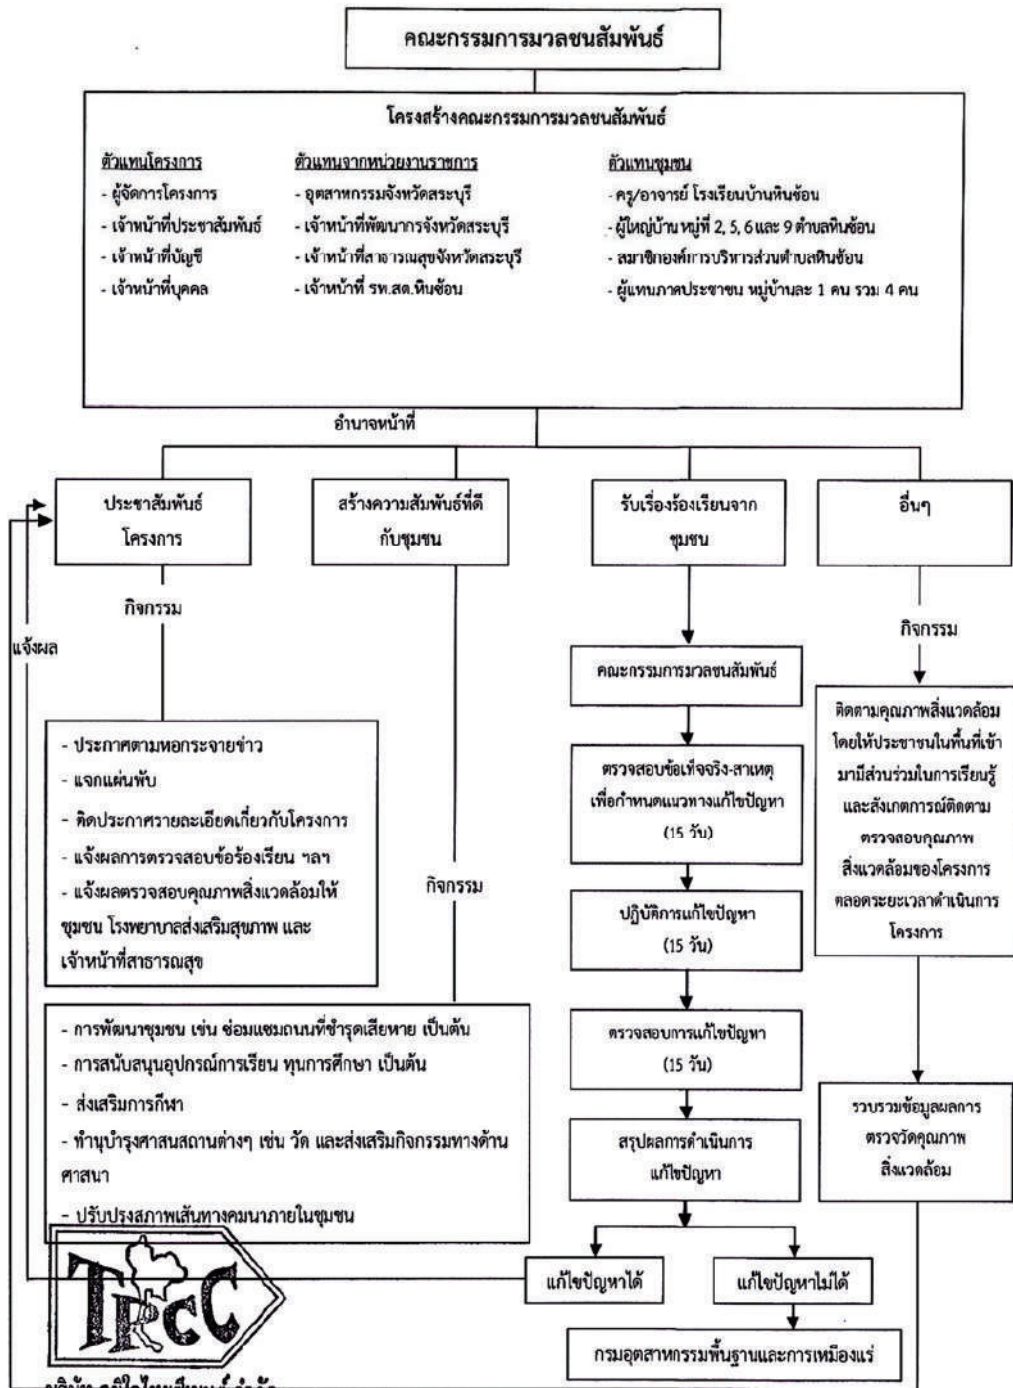 คณะกรรมการมวลชนสัมพันธ์
โครงสร้างคณะกรรมการมวลชนสัมพันธ์
ตัวแทนโครงการ
- ผู้จัดการโครงการ
- เจ้าหน้าที่ประชาสัมพันธ์
- เจ้าหน้าที่บัญชี
- เจ้าหน้าที่บุคคล
ตัวแทนจากหน่วยงานราชการ
- อุตสาหกรรมจังหวัดสระบุรี
- เจ้าหน้าที่พัฒนากรจังหวัดสระบุรี
- เจ้าหน้าที่สาธารณสุขจังหวัดสระบุรี
- เจ้าหน้าที่ รพ.สต.หินซ้อน
ตัวแทนชุมชน
- ครู/อาจารย์ โรงเรียนบ้านหินซ้อน
- ผู้ใหญ่บ้าน หมู่ที่ 2, 5, 6 และ 9 ตำบลหินซ้อน
- สมาชิกองค์การบริหารส่วนตำบลหินซ้อน
- ผู้แทนภาคประชาชน หมู่บ้านละ 1 คน รวม 4 คน
อำนาจหน้าที่
ประชาสัมพันธ์
โครงการ
สร้างความสัมพันธ์ที่ดี
กับชุมชน
รับเรื่องร้องเรียนจาก
ชุมชน
อื่นๆ
กิจกรรม
แจ้งผล
- ประกาศตามหอกระจายข่าว
- แจกแผ่นพับ
- ติดประกาศรายละเอียดเกี่ยวกับโครงการ
- แจ้งผลการตรวจสอบข้อร้องเรียน ฯลฯ
- แจ้งผลตรวจสอบคุณภาพสิ่งแวดล้อมให้
ชุมชน โรงพยาบาลส่งเสริมสุขภาพ และ
เจ้าหน้าที่สาธารณสุข
กิจกรรม
- การพัฒนาชุมชน เช่น ซ่อมแซมถนนที่ชำรุดเสียหาย เป็นต้น
- การสนับสนุนอุปกรณ์การเรียน ทุนการศึกษา เป็นต้น
- ส่งเสริมการกีฬา
- ทำนุบำรุงศาสนสถานต่างๆ เช่น วัด และส่งเสริมกิจกรรมทางด้าน
ศาสนา
- ปรับปรุงสภาพเส้นทางคมนาภายในชุมชน
คณะกรรมการมวลชนสัมพันธ์
ตรวจสอบข้อเท็จจริง-สาเหตุ
เพื่อกำหนดแนวทางแก้ไขปัญหา
(15 วัน)
ปฏิบัติการแก้ไขปัญหา
(15 วัน)
ตรวจสอบการแก้ไขปัญหา
(15 วัน)
สรุปผลการดำเนินการ
แก้ไขปัญหา
แก้ไขปัญหาได้
แก้ไขปัญหาไม่ได้
กรมอุตสาหกรรมพื้นฐานและการเหมืองแร่
กิจกรรม
ติดตามคุณภาพสิ่งแวดล้อม
โดยให้ประชาชนในพื้นที่เข้า
มามีส่วนร่วมในการเรียนรู้
และสังเกตการณ์ติดตาม
ตรวจสอบคุณภาพ
สิ่งแวดล้อมของโครงการ
ตลอดระยะเวลาดำเนินการ
โครงการ
รวบรวมข้อมูลผลการ
ตรวจวัดคุณภาพ
สิ่งแวดล้อม
TPCC